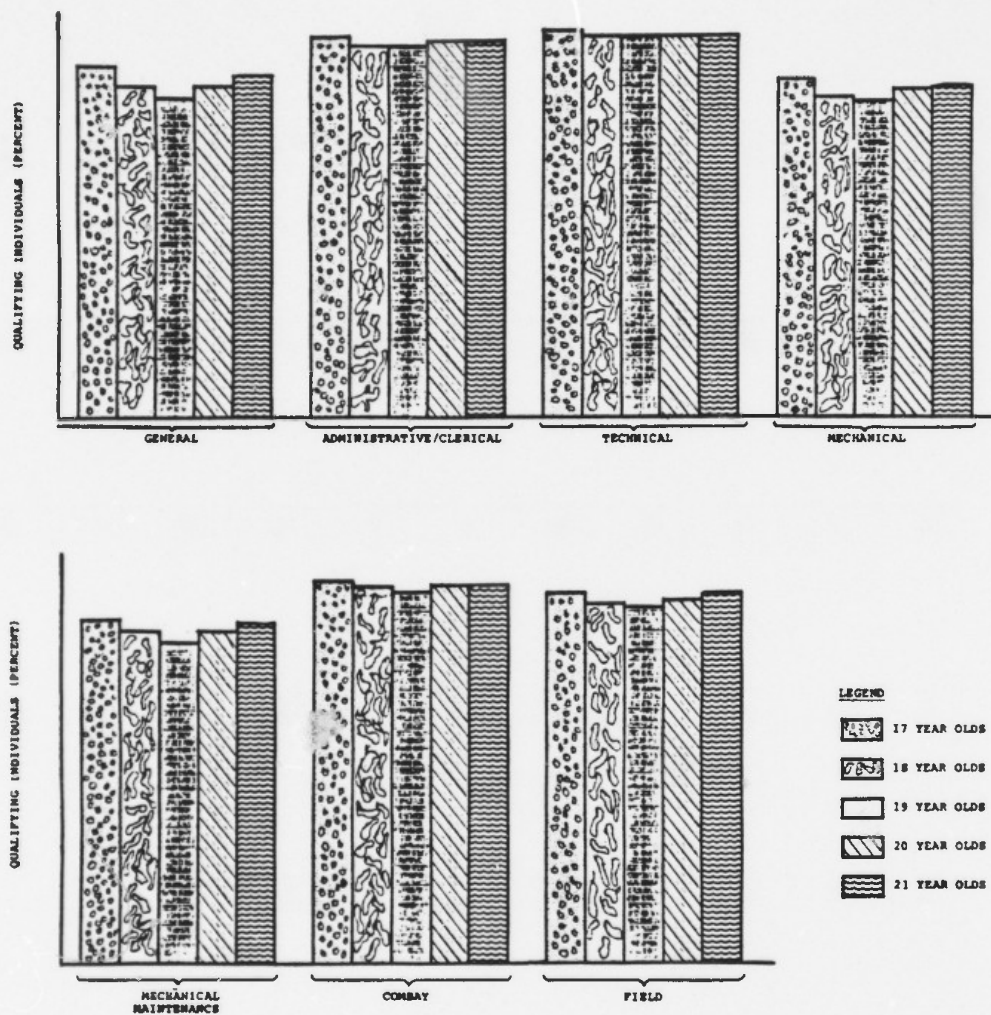 QUALIFYING INDIVIDUALS (PERCENT)
GENERAL
ADMINISTRATIVE/CLERICAL
TECHNICAL
MECHANICAL
QUALIFYING INDIVIDUALS (PERCENT)
MECHANICAL
MAINTENANCE
COMBAY
FIELD
LEGEND
17 YEAR OLDS
18 YEAR OLDS
19 YEAR OLDS
20 YEAR OLDS
21 YEAR OLDS